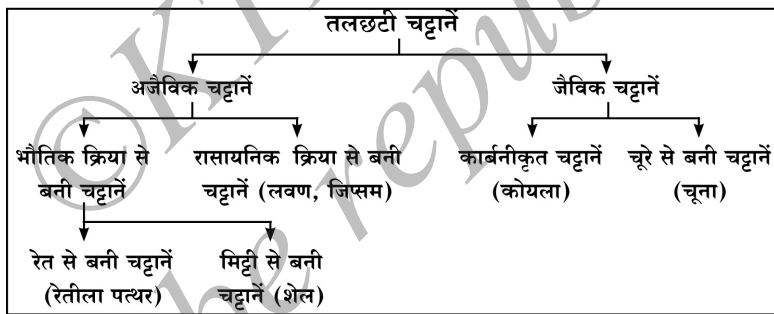 तलछटी चट्टानें
अजैविक चट्टानें
जैविक चट्टानें
भौतिक क्रिया से
बनी चट्टानें
रासायनिक क्रिया से बनी
चट्टानें (लवण, जिप्सम)
कार्बनीकृत चट्टानें
(कोयला)
चूरे से बनी चट्टानें
(चूना)
रेत से बनी चट्टानें
(रेतीला पत्थर)
मिट्टी से बनी
चट्टानें (शेल)